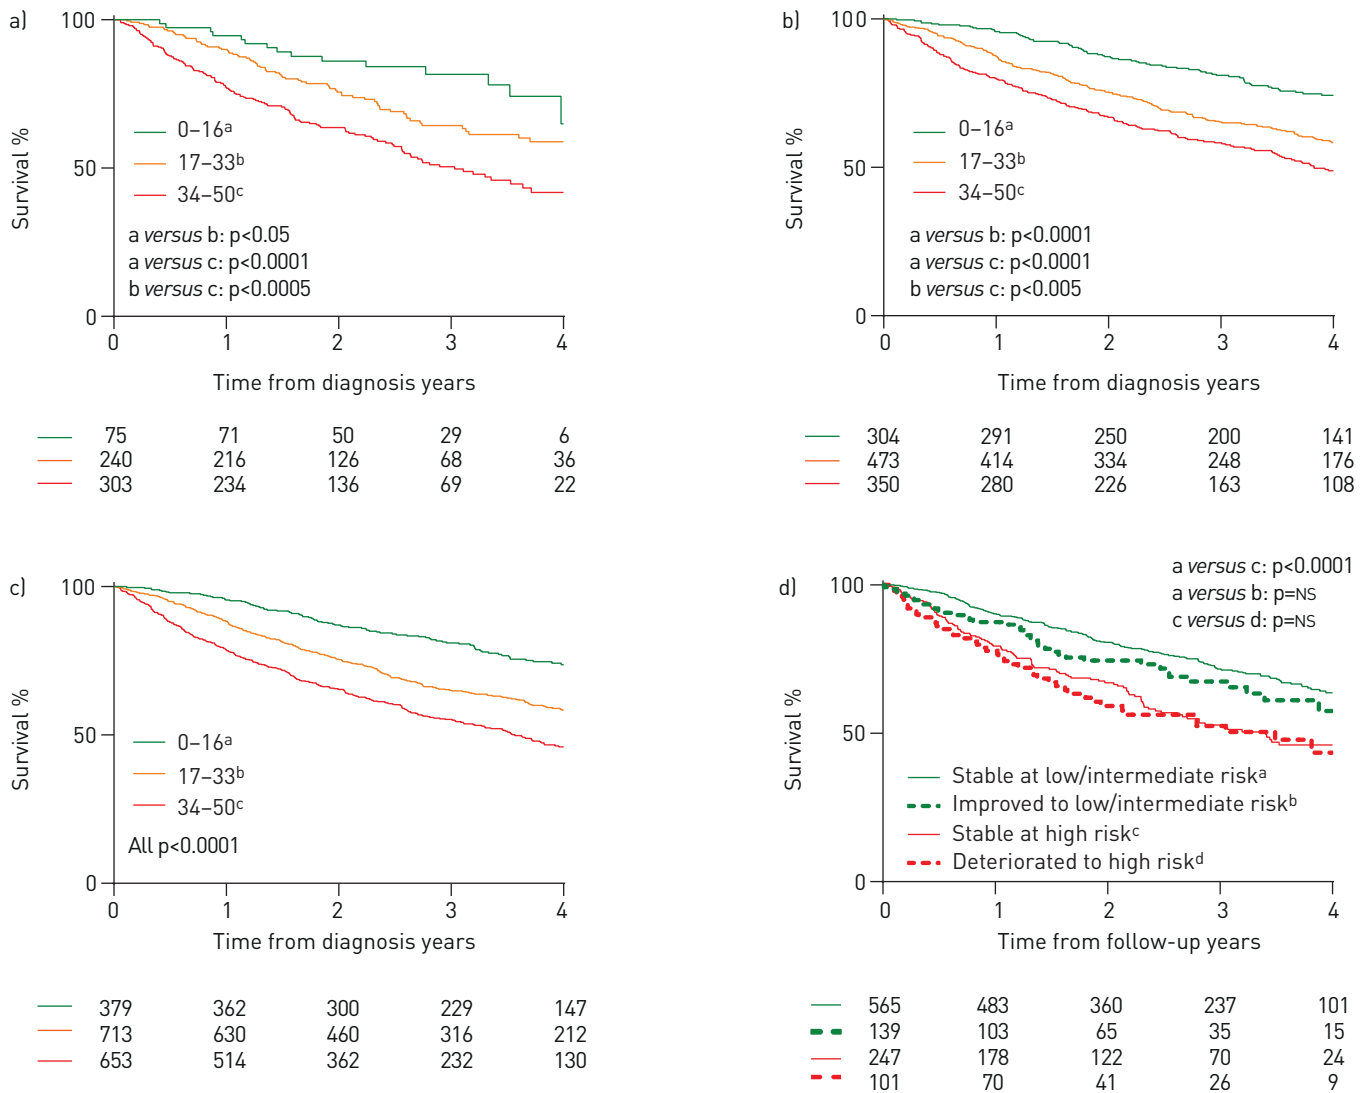 a)
100
50
0
Survival %
0–16a
17–33b
34–50c
a versus b: p<0.05
a versus c: p<0.0001
b versus c: p<0.0005
0 1 2 3 4
Time from diagnosis years
75 71 50 29 6
240 216 126 68 36
303 234 136 69 22
b)
100
50
0
Survival %
0–16a
17–33b
34–50c
a versus b: p<0.0001
a versus c: p<0.0001
b versus c: p<0.005
0 1 2 3 4
Time from diagnosis years
304 291 250 200 141
473 414 334 248 176
350 280 226 163 108
c)
100
50
0
Survival %
0–16a
17–33b
34–50c
All p<0.0001
0 1 2 3 4
Time from diagnosis years
379 362 300 229 147
713 630 460 316 212
653 514 362 232 130
d)
a versus c: p<0.0001
a versus b: p=NS
c versus d: p=NS
100
50
0
Survival %
Stable at low/intermediate riska
Improved to low/intermediate riskb
Stable at high riskc
Deteriorated to high riskd
0 1 2 3 4
Time from follow-up years
565 483 360 237 101
139 103 65 35 15
247 178 122 70 24
101 70 41 26 9